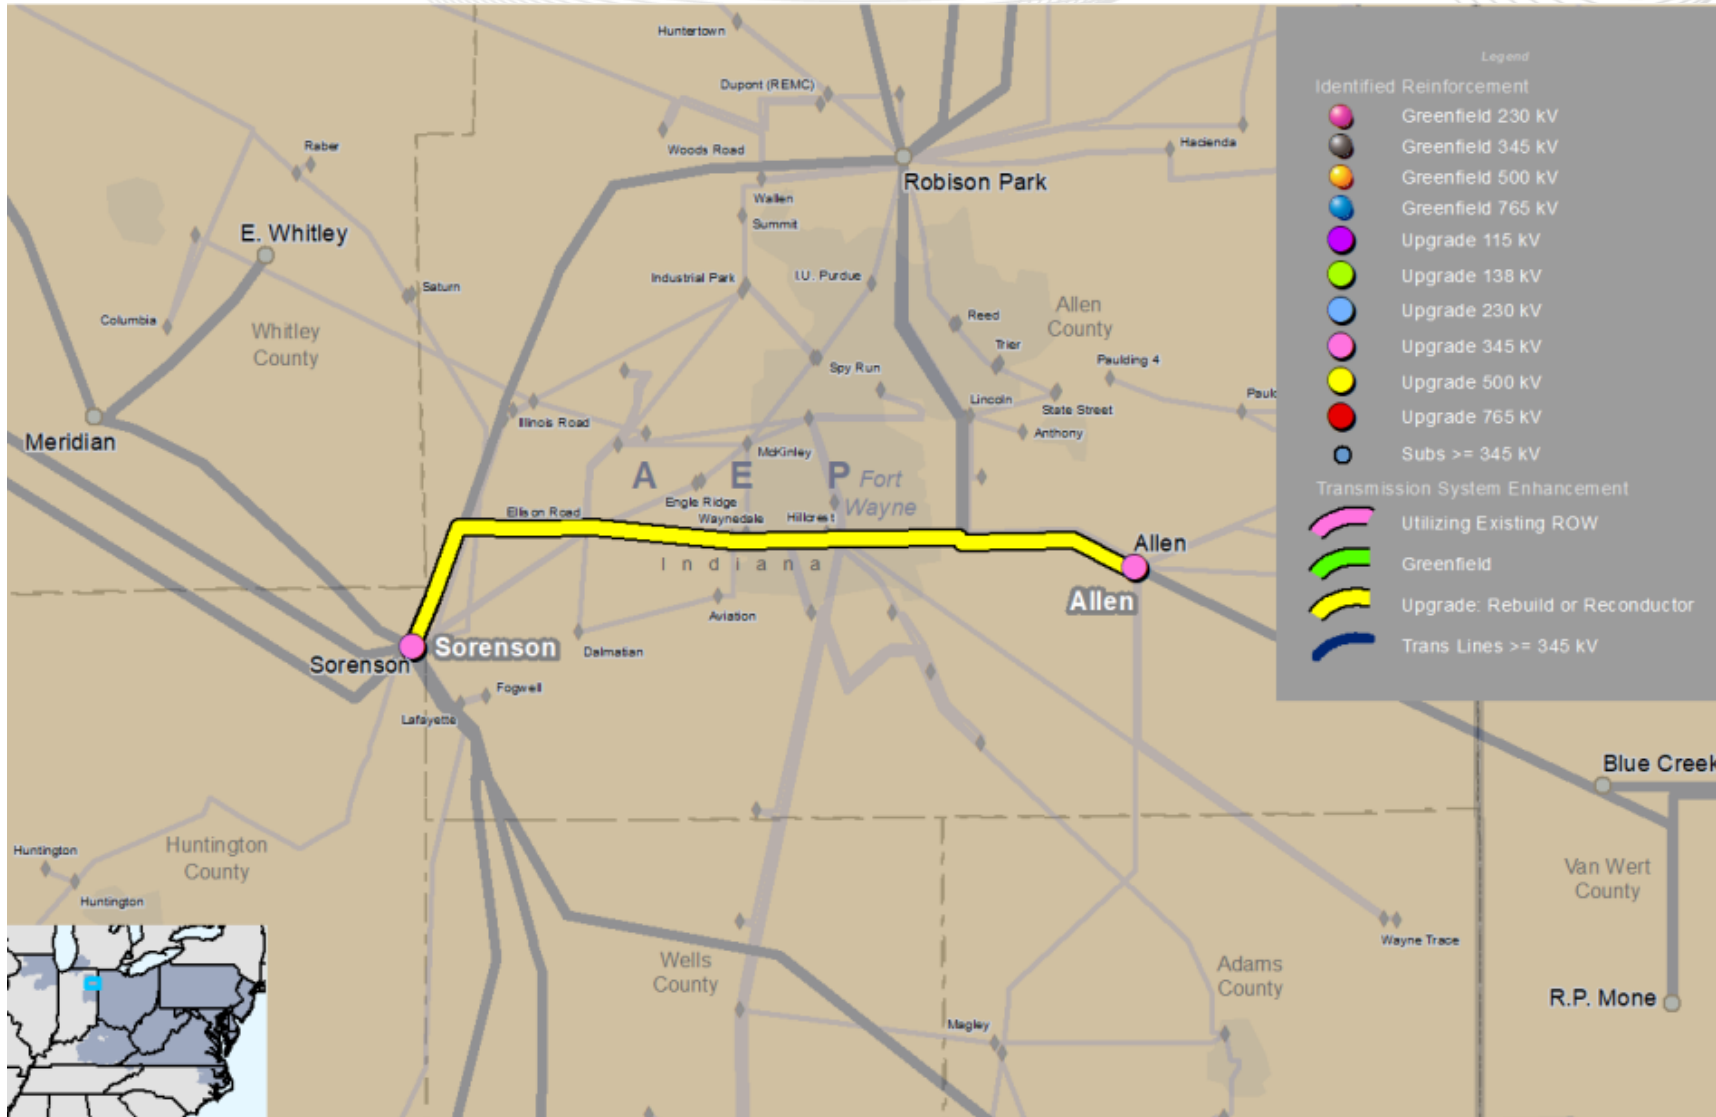 Huntertown
Dupont (REMC)
Woods Road
Hacienda
Raber
Robison Park
Wallen
Summit
E. Whitley
Industrial Park
I.U. Purdue
Saturn
Allen
County
Columbia
Whitley
County
Reed
Trier
Paulding 4
Spy Run
Lincoln
State Street
Paul
Illinois Road
Anthony
Meridian
McKinley
A E P
Fort
Wayne
Engle Ridge
Ellison Road
Waynedale
Hillcrest
Indiana
Allen
Allen
Aviation
Sorenson
Sorenson
Dalmatian
Fogwell
Lafayette
Blue Creek
Huntington
Huntington
County
Huntington
Van Wert
County
Wayne Trace
Wells
County
Adams
County
R.P. Mone
Magley
Legend
Identified Reinforcement
Greenfield 230 kV
Greenfield 345 kV
Greenfield 500 kV
Greenfield 765 kV
Upgrade 115 kV
Upgrade 138 kV
Upgrade 230 kV
Upgrade 345 kV
Upgrade 500 kV
Upgrade 765 kV
Subs >= 345 kV
Transmission System Enhancement
Utilizing Existing ROW
Greenfield
Upgrade: Rebuild or Reconductor
Trans Lines >= 345 kV